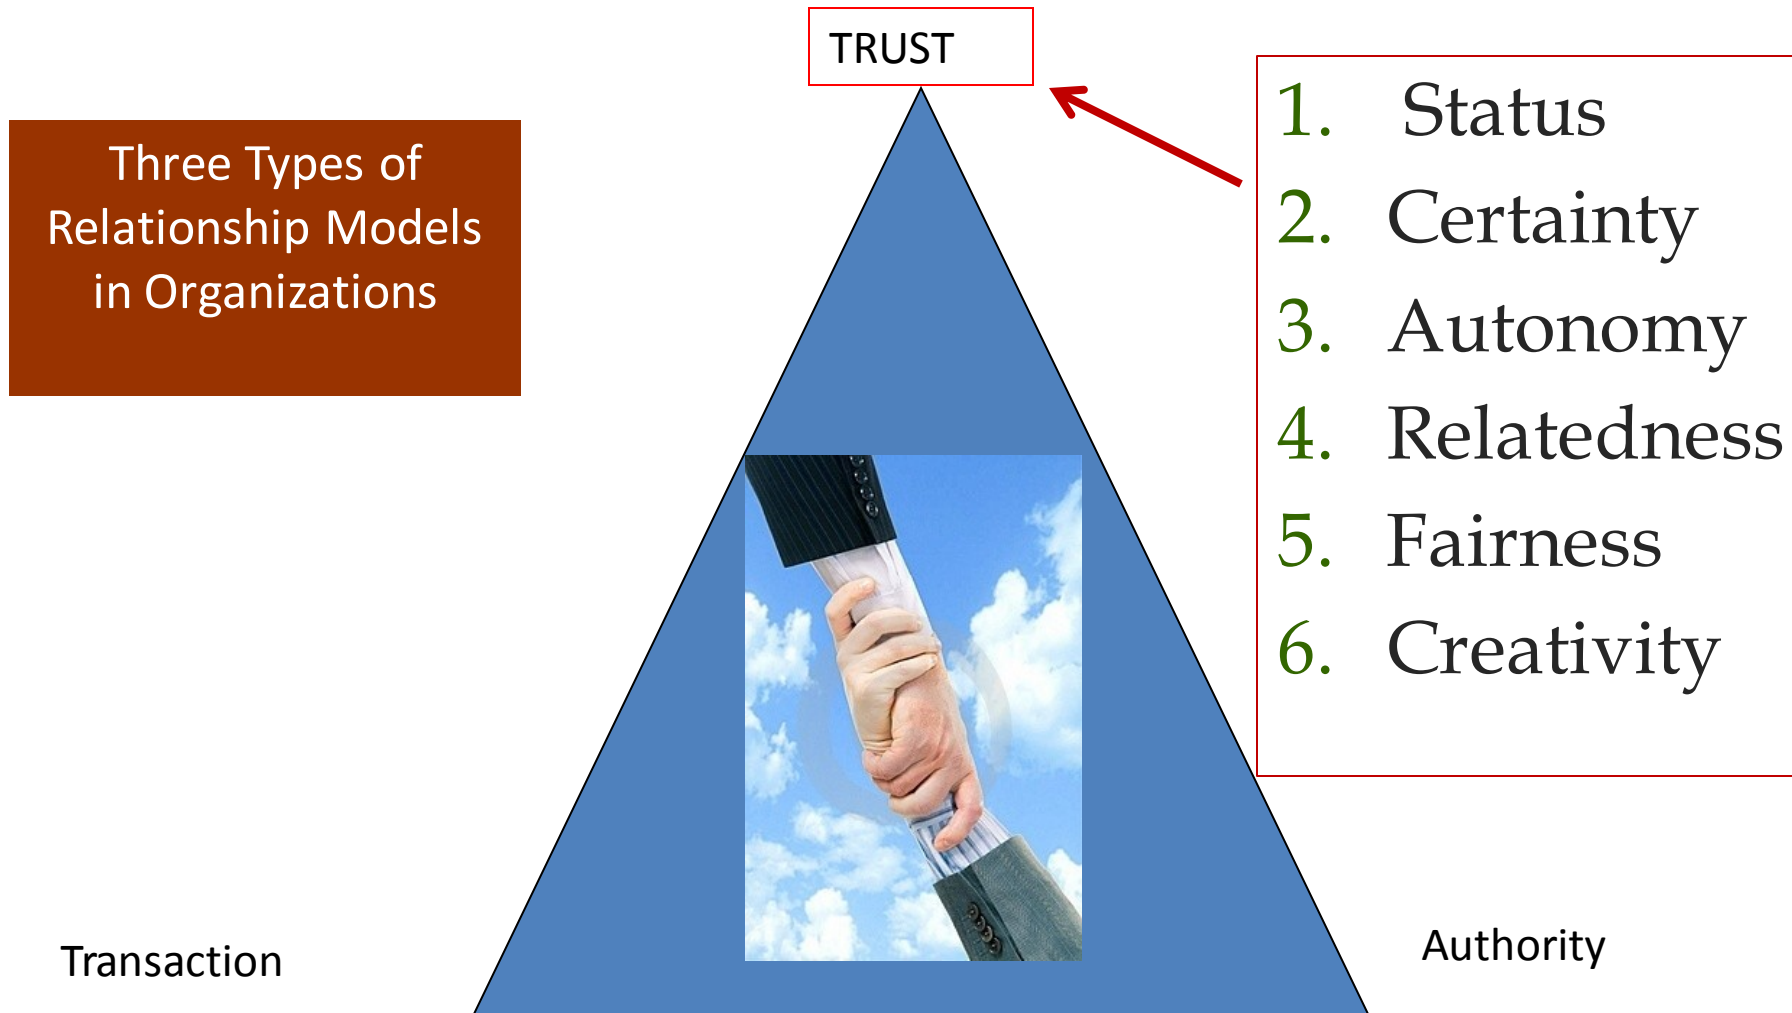 TRUST
Three Types of
Relationship Models
in Organizations
1. Status
2. Certainty
3. Autonomy
4. Relatedness
5. Fairness
6. Creativity
Transaction
Authority